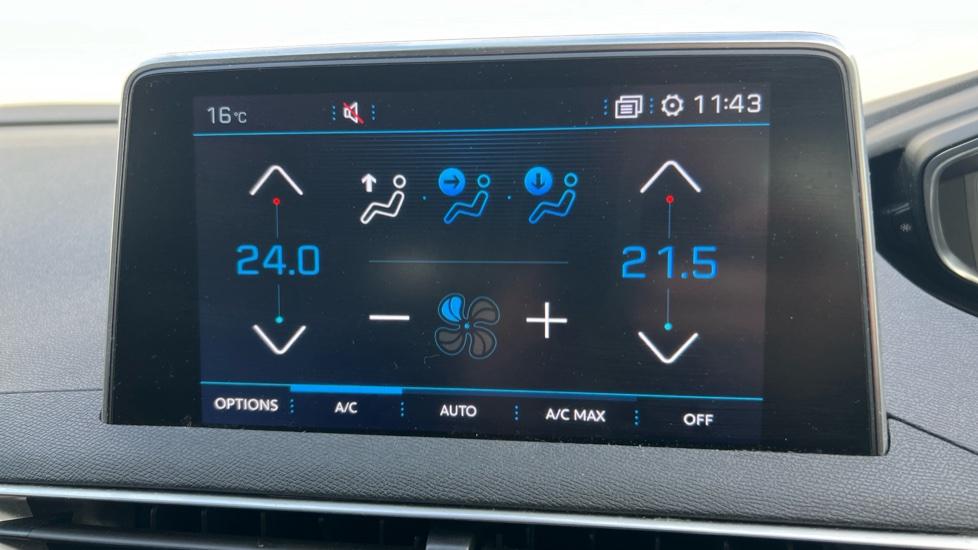 16°C 11:43
24.0 21.5
OPTIONS A/C AUTO A/C MAX OFF